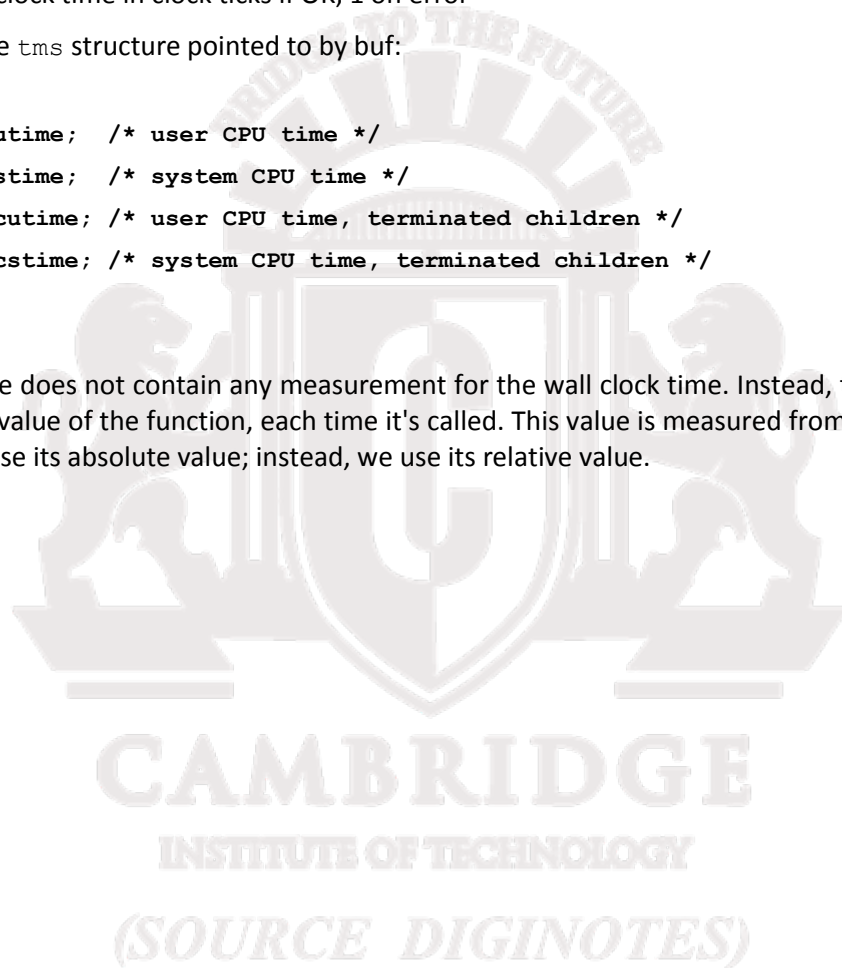 clock time in clock ticks if OK, 1 on error
e tms structure pointed to by buf:
utime; /* user CPU time */
stime; /* system CPU time */
cutime; /* user CPU time, terminated children */
cstime; /* system CPU time, terminated children */
e does not contain any measurement for the wall clock time. Instead,
value of the function, each time it's called. This value is measured from
se its absolute value; instead, we use its relative value.
BRIDGE TO THE FUTURE
CAMBRIDGE
INSTITUTE OF TECHNOLOGY
(SOURCE DIGINOTES)